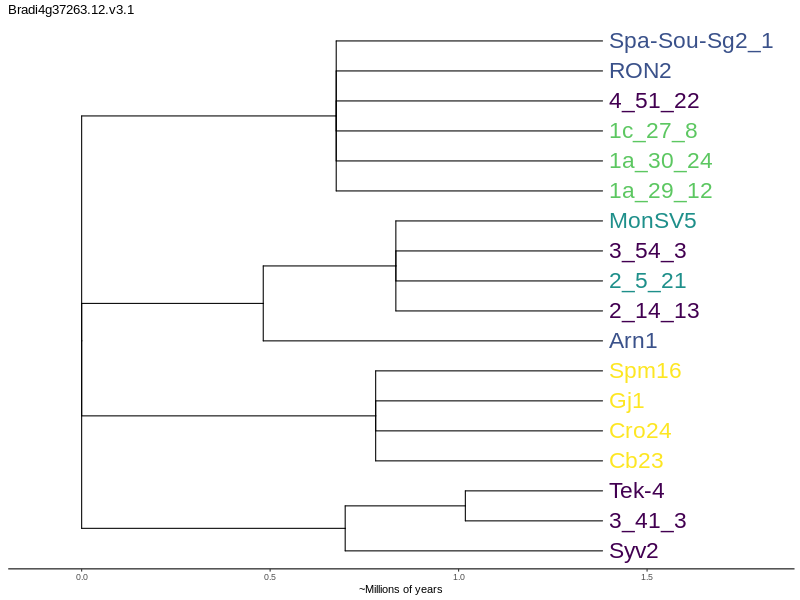 Bradi4g37263.12.v3.1
Spa-Sou-Sg2_1
RON2
4_51_22
1c_27_8
1a_30_24
1a_29_12
MonSV5
3_54_3
2_5_21
2_14_13
Arn1
Spm16
Gj1
Cro24
Cb23
Tek-4
3_41_3
Syv2
0.0 0.5 1.0 1.5
~Millions of years